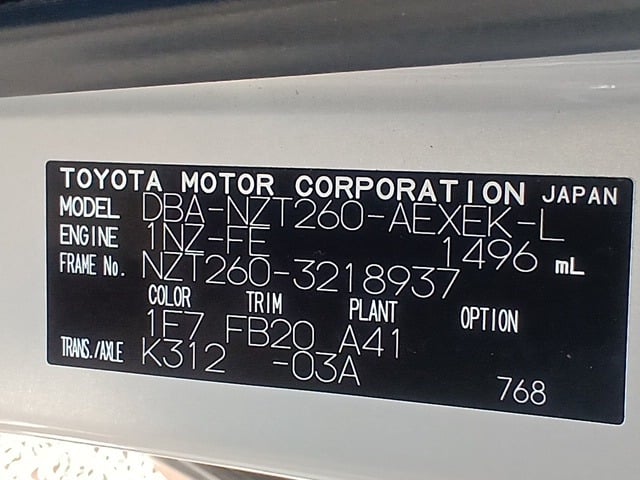 TOYOTA MOTOR CORPORATION JAPAN
MODEL DBA-NZT260-AEXEK-L
ENGINE 1NZ-FE 1496 mL
FRAME No. NZT260-3218937
COLOR TRIM PLANT OPTION
1E7 FB20 A41
TRANS./AXLE K312 -03A
768